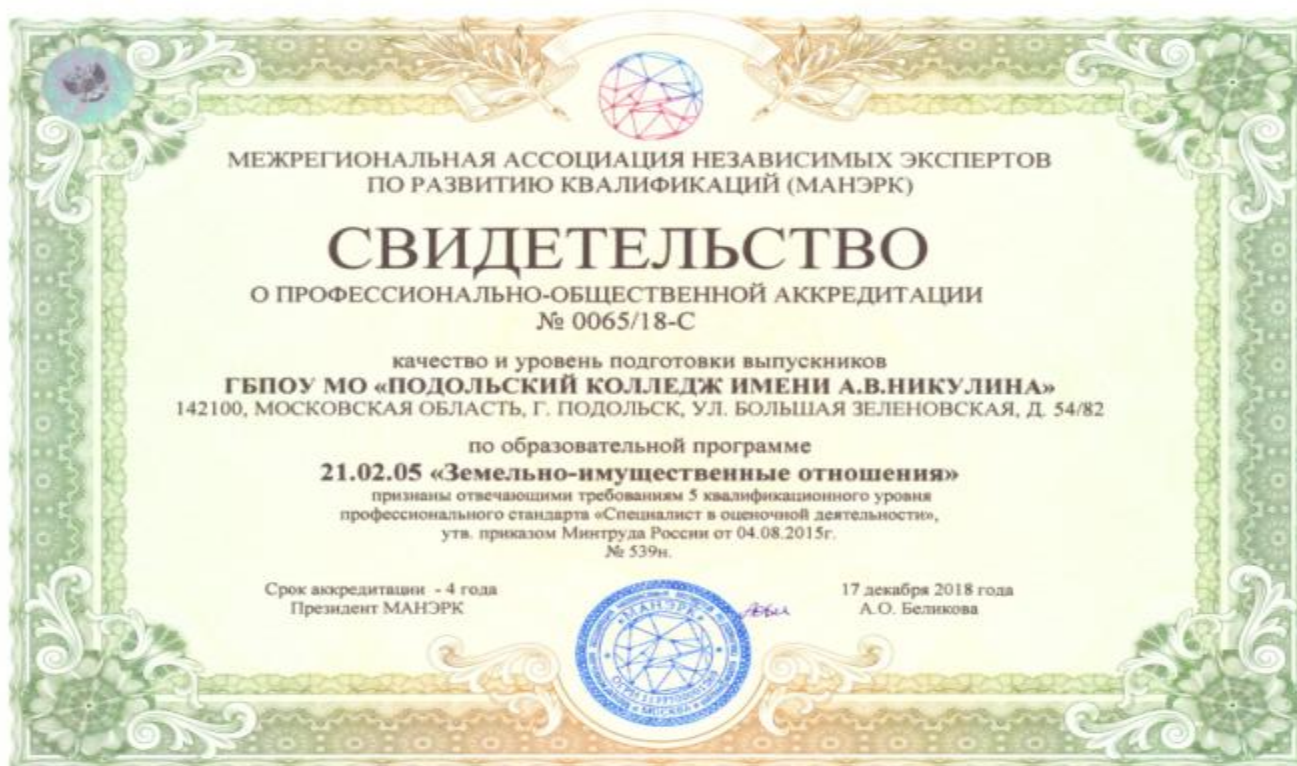 МЕЖРЕГИОНАЛЬНАЯ АССОЦИАЦИЯ НЕЗАВИСИМЫХ ЭКСПЕРТОВ
ПО РАЗВИТИЮ КВАЛИФИКАЦИЙ (МАНЭРК)
СВИДЕТЕЛЬСТВО
О ПРОФЕССИОНАЛЬНО-ОБЩЕСТВЕННОЙ АККРЕДИТАЦИИ
№ 0065/18-С
качество и уровень подготовки выпускников
ГБПОУ МО «ПОДОЛЬСКИЙ КОЛЛЕДЖ ИМЕНИ А.В.НИКУЛИНА»
142100, МОСКОВСКАЯ ОБЛАСТЬ, Г. ПОДОЛЬСК, УЛ. БОЛЬШАЯ ЗЕЛЕНОВСКАЯ, Д. 54/82
по образовательной программе
21.02.05 «Земельно-имущественные отношения»
признаны отвечающими требованиям 5 квалификационного уровня
профессионального стандарта «Специалист в оценочной деятельности»,
утв. приказом Минтруда России от 04.08.2015г.
№ 539н.
Срок аккредитации - 4 года
17 декабря 2018 года
Президент МАНЭРК
А.О. Беликова
МАНЭРК
МОСКВА